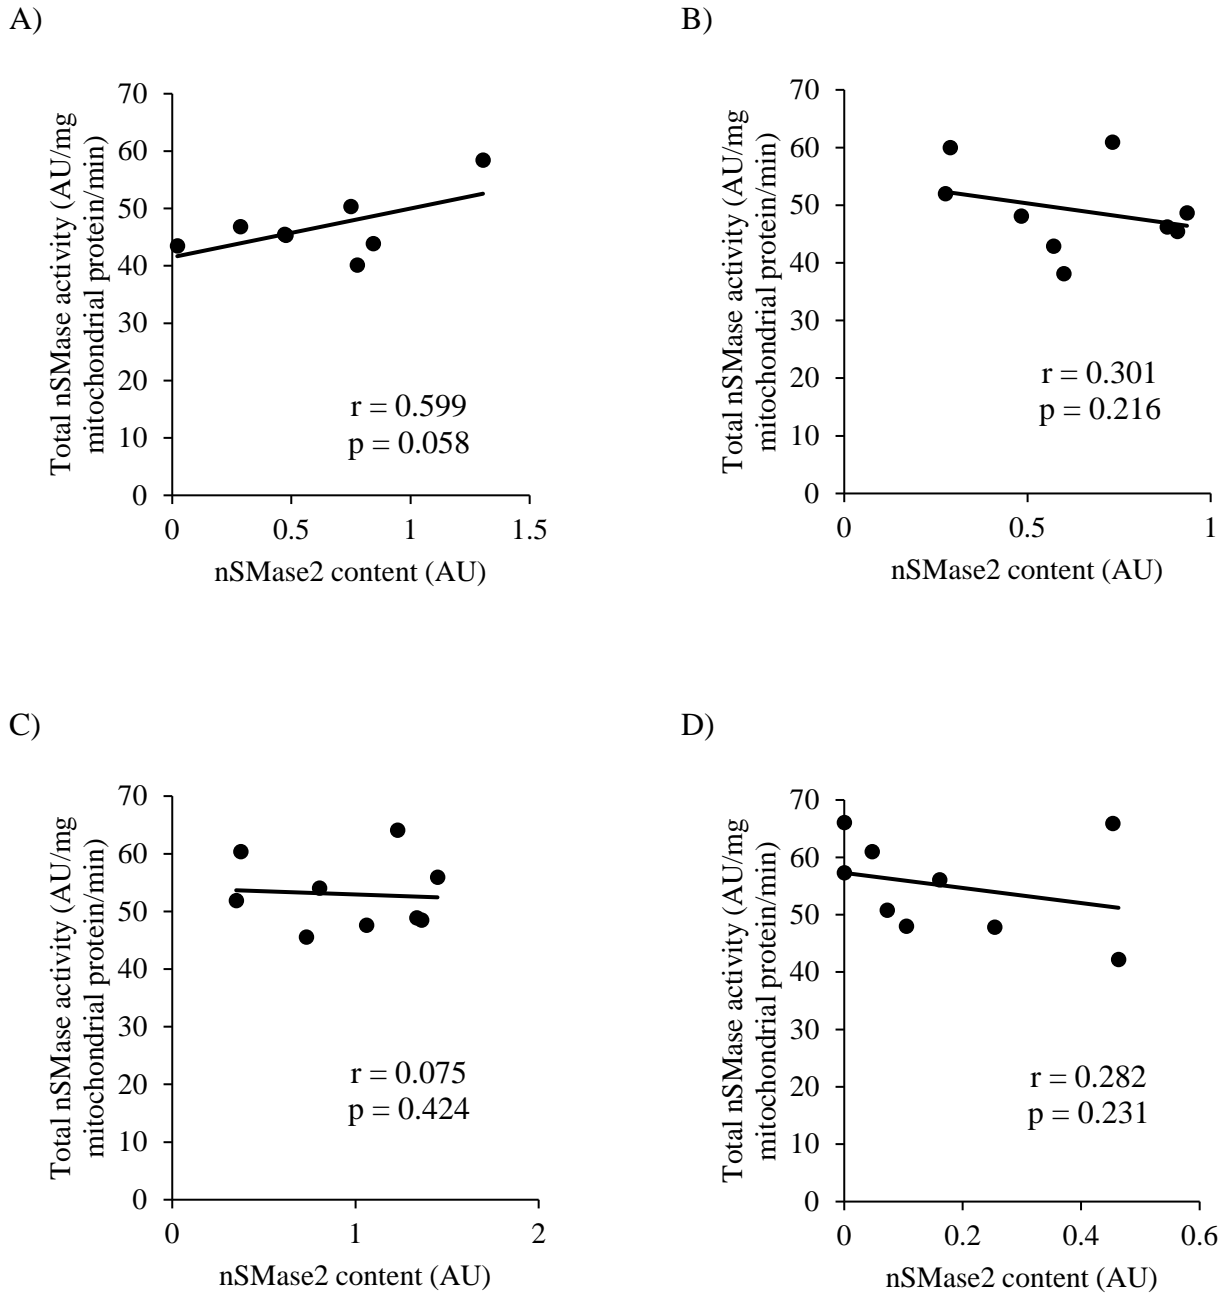 A)
Total nSMase activity (AU/mg
mitochondrial protein/min)
70
60
50
40
30
20
10
0
0 0.5 1 1.5
r = 0.599
p = 0.058
nSMase2 content (AU)
B)
Total nSMase activity (AU/mg
mitochondrial protein/min)
70
60
50
40
30
20
10
0
0 0.5 1
r = 0.301
p = 0.216
nSMase2 content (AU)
C)
Total nSMase activity (AU/mg
mitochondrial protein/min)
70
60
50
40
30
20
10
0
0 1 2
r = 0.075
p = 0.424
nSMase2 content (AU)
D)
Total nSMase activity (AU/mg
mitochondrial protein/min)
70
60
50
40
30
20
10
0
0 0.2 0.4 0.6
r = 0.282
p = 0.231
nSMase2 content (AU)